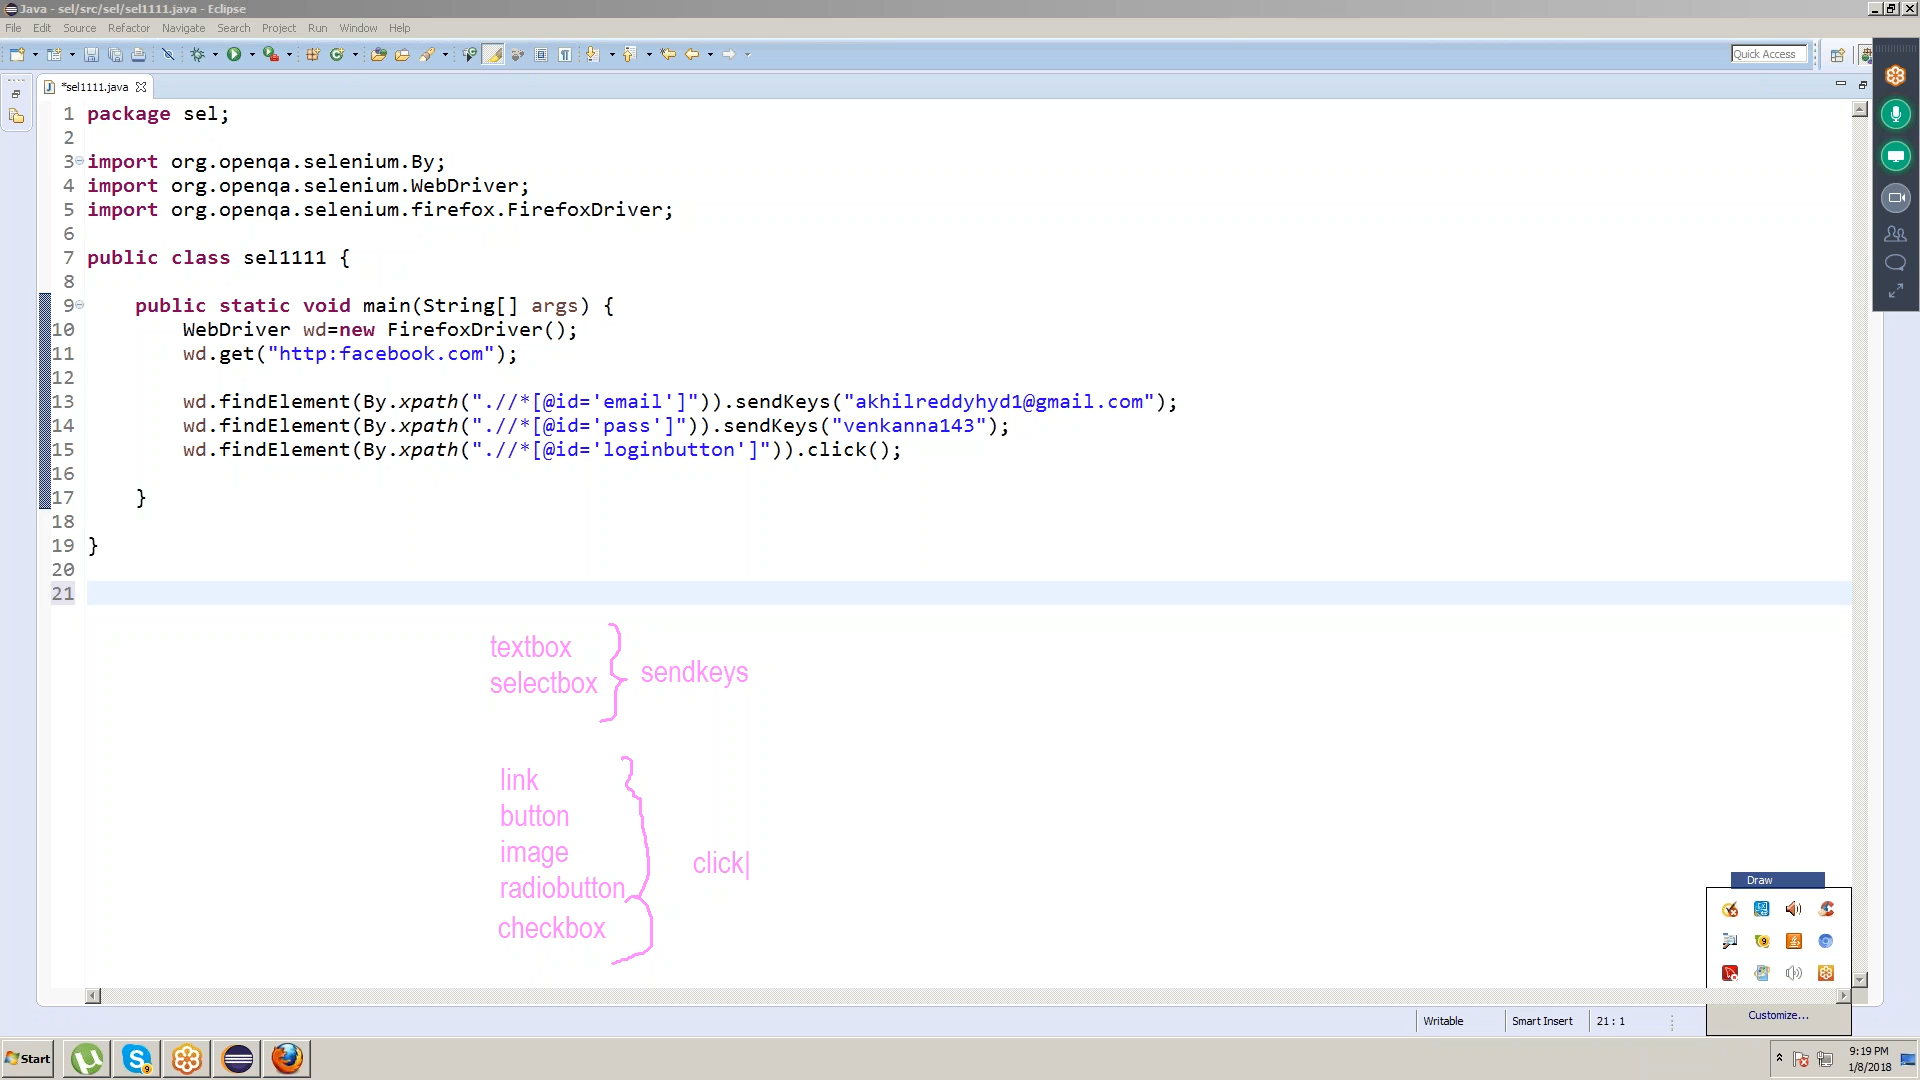 Java - sel/src/sel/sel1111.java - Eclipse
File Edit Source Refactor Navigate Search Project Run Window Help
Quick Access
*sel1111.java
1 package sel;
2
3 import org.openqa.selenium.By;
4 import org.openqa.selenium.WebDriver;
5 import org.openqa.selenium.firefox.FirefoxDriver;
6
7 public class sel1111 {
8
9 public static void main(String[] args) {
10 WebDriver wd=new FirefoxDriver();
11 wd.get("http:facebook.com");
12
13 wd.findElement(By.xpath(".//*[@id='email']")).sendKeys("akhilreddyhyd1@gmail.com");
14 wd.findElement(By.xpath(".//*[@id='pass']")).sendKeys("venkanna143");
15 wd.findElement(By.xpath(".//*[@id='loginbutton']")).click();
16
17 }
18
19 }
20
21
textbox
selectbox
sendkeys
link
button
image
radiobutton
checkbox
click
Draw
Customize...
Writable Smart Insert 21 : 1
Start
9:19 PM
1/8/2018